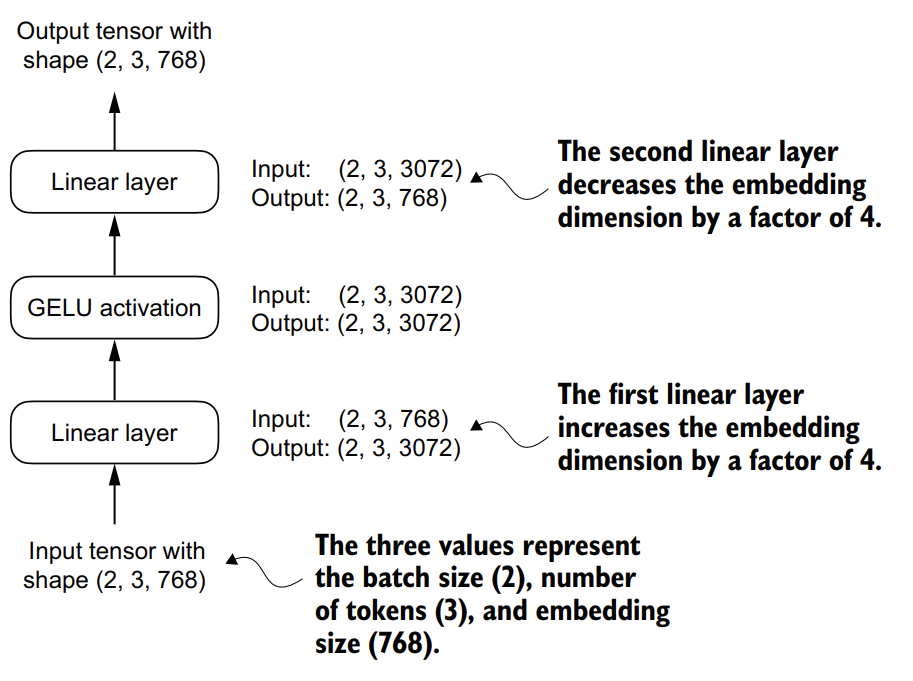 Output tensor with
shape (2, 3, 768)
Linear layer
Input: (2, 3, 3072)
Output: (2, 3, 768)
The second linear layer
decreases the embedding
dimension by a factor of 4.
GELU activation
Input: (2, 3, 3072)
Output: (2, 3, 3072)
Linear layer
Input: (2, 3, 768)
Output: (2, 3, 3072)
The first linear layer
increases the embedding
dimension by a factor of 4.
Input tensor with
shape (2, 3, 768)
The three values represent
the batch size (2), number
of tokens (3), and embedding
size (768).